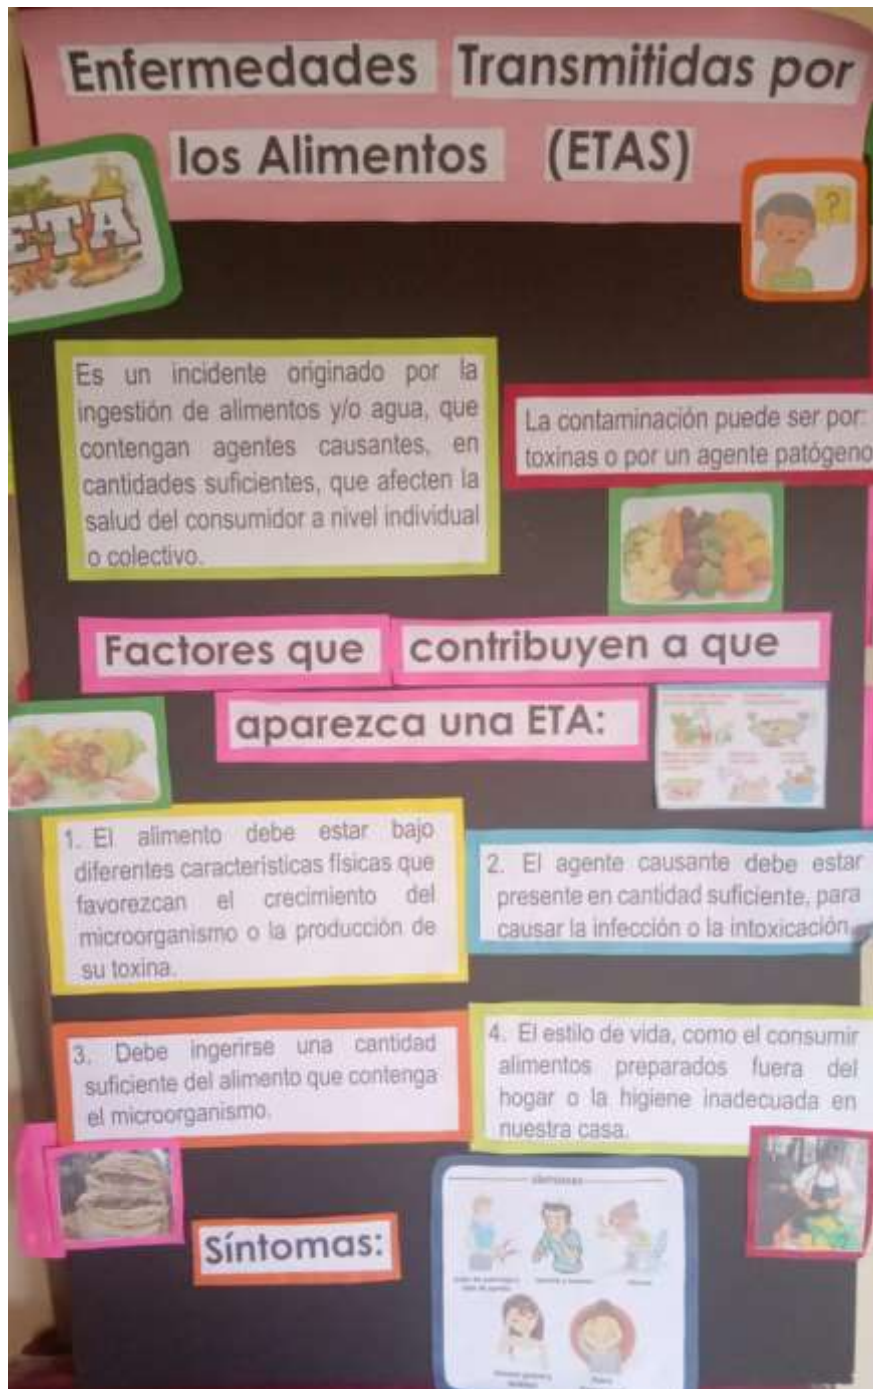 Enfermedades Transmitidas por
los Alimentos (ETAS)
ETA
?
Es un incidente originado por la
ingestión de alimentos y/o agua, que
contengan agentes causantes, en
cantidades suficientes, que afecten la
salud del consumidor a nivel individual
o colectivo.
La contaminación puede ser por:
toxinas o por un agente patógeno
Factores que contribuyen a que
aparezca una ETA:
1. El alimento debe estar bajo
diferentes características físicas que
favorezcan el crecimiento del
microorganismo o la producción de
su toxina.
2. El agente causante debe estar
presente en cantidad suficiente, para
causar la infección o la intoxicación.
3. Debe ingerirse una cantidad
suficiente del alimento que contenga
el microorganismo.
4. El estilo de vida, como el consumir
alimentos preparados fuera del
hogar o la higiene inadecuada en
nuestra casa.
Síntomas: